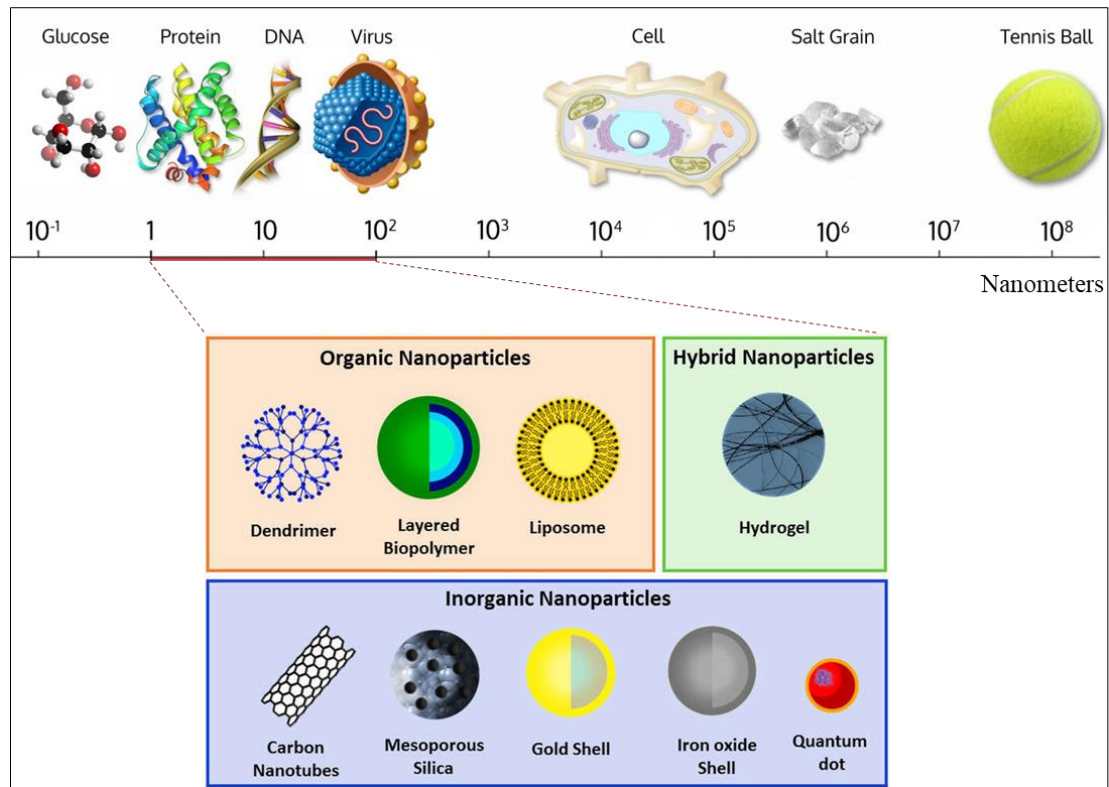 Glucose Protein DNA Virus Cell Salt Grain Tennis Ball
10⁻¹ 1 10 10² 10³ 10⁴ 10⁵ 10⁶ 10⁷ 10⁸
Nanometers
Organic Nanoparticles
Dendrimer
Layered
Biopolymer
Liposome
Hybrid Nanoparticles
Hydrogel
Inorganic Nanoparticles
Carbon
Nanotubes
Mesoporous
Silica
Gold Shell
Iron oxide
Shell
Quantum
dot